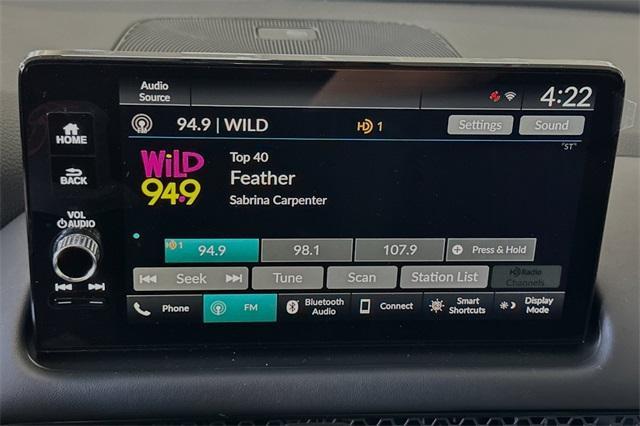 Audio
Source
4:22
HOME
94.9 | WILD
HD 1
Settings
Sound
"ST"
WiLD
94.9
Top 40
Feather
Sabrina Carpenter
BACK
VOL
AUDIO
HD 1
94.9
98.1
107.9
Press & Hold
Seek
Tune
Scan
Station List
HD Radio
Channels
Phone
FM
Bluetooth
Audio
Connect
Smart
Shortcuts
Display
Mode